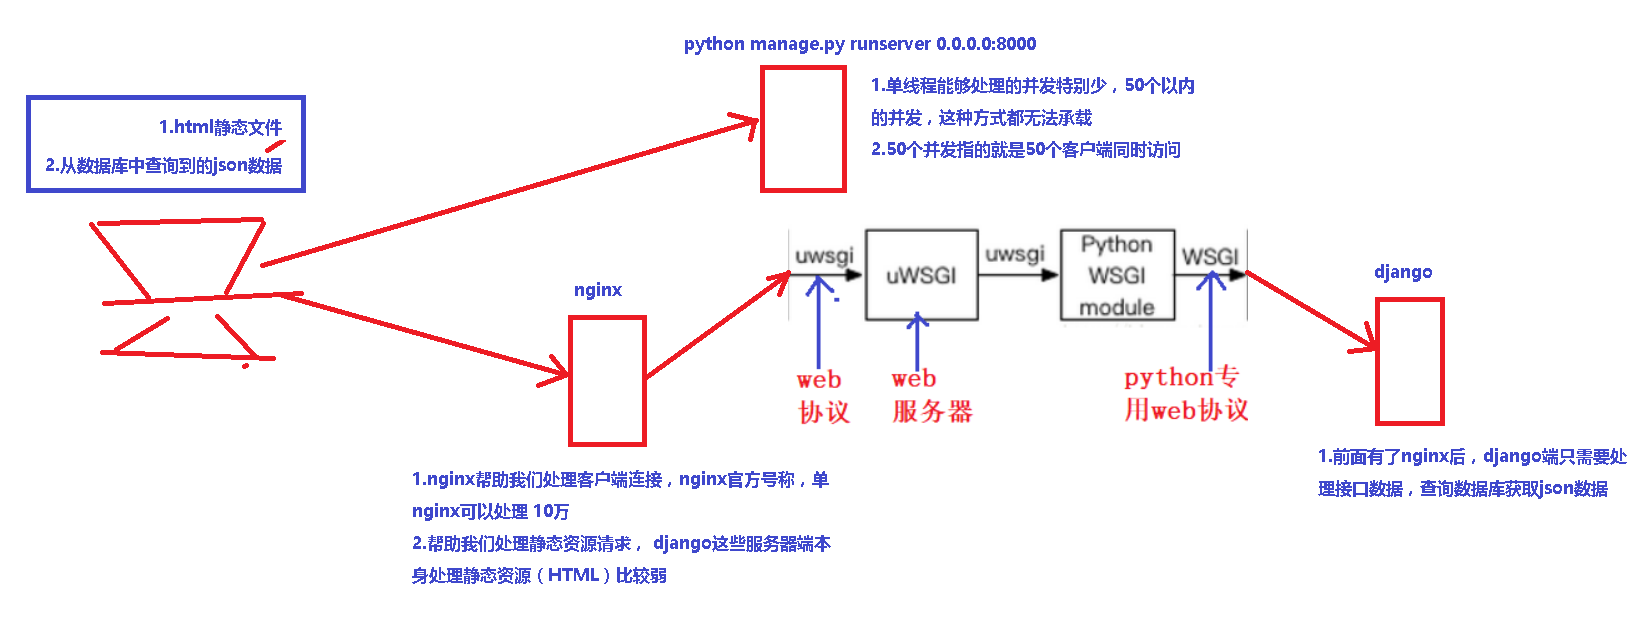 python manage.py runserver 0.0.0.0:8000
1.单线程能够处理的并发特别少，50个以内
的并发，这种方式都无法承载
2.50个并发指的就是50个客户端同时访问
1.html静态文件
2.从数据库中查询到的json数据
nginx
uwsgi
uWSGI
uwsgi
Python
WSGI
module
WSGI
django
web
协议
web
服务器
python专
用web协议
1.nginx帮助我们处理客户端连接，nginx官方号称，单
nginx可以处理 10万
2.帮助我们处理静态资源请求， django这些服务器端本
身处理静态资源（HTML）比较弱
1.前面有了nginx后，django端只需要处
理接口数据，查询数据库获取json数据